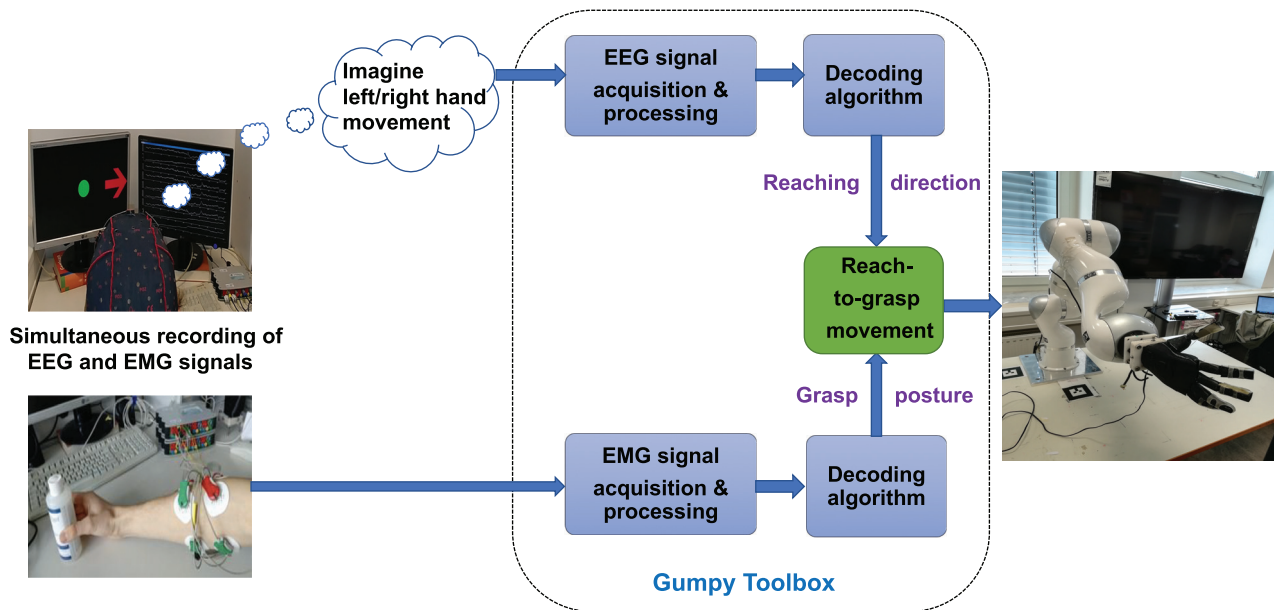 Imagine
left/right hand
movement
EEG signal
acquisition &
processing
Decoding
algorithm
Reaching direction
Simultaneous recording of
EEG and EMG signals
Reach-
to-grasp
movement
Grasp posture
EMG signal
acquisition &
processing
Decoding
algorithm
Gumpy Toolbox